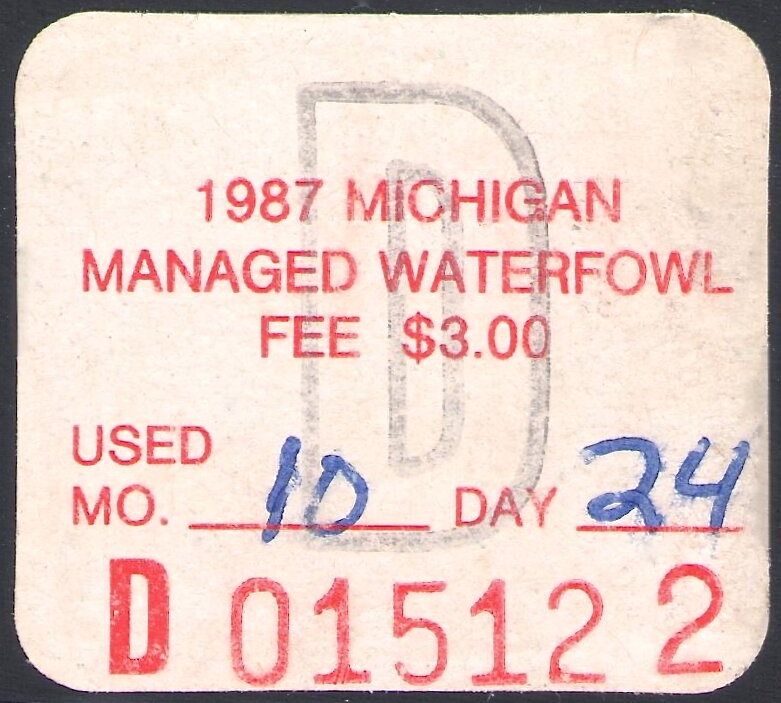 D
1987 MICHIGAN
MANAGED WATERFOWL
FEE $3.00
USED
MO. 10 DAY 24
D 01512 2